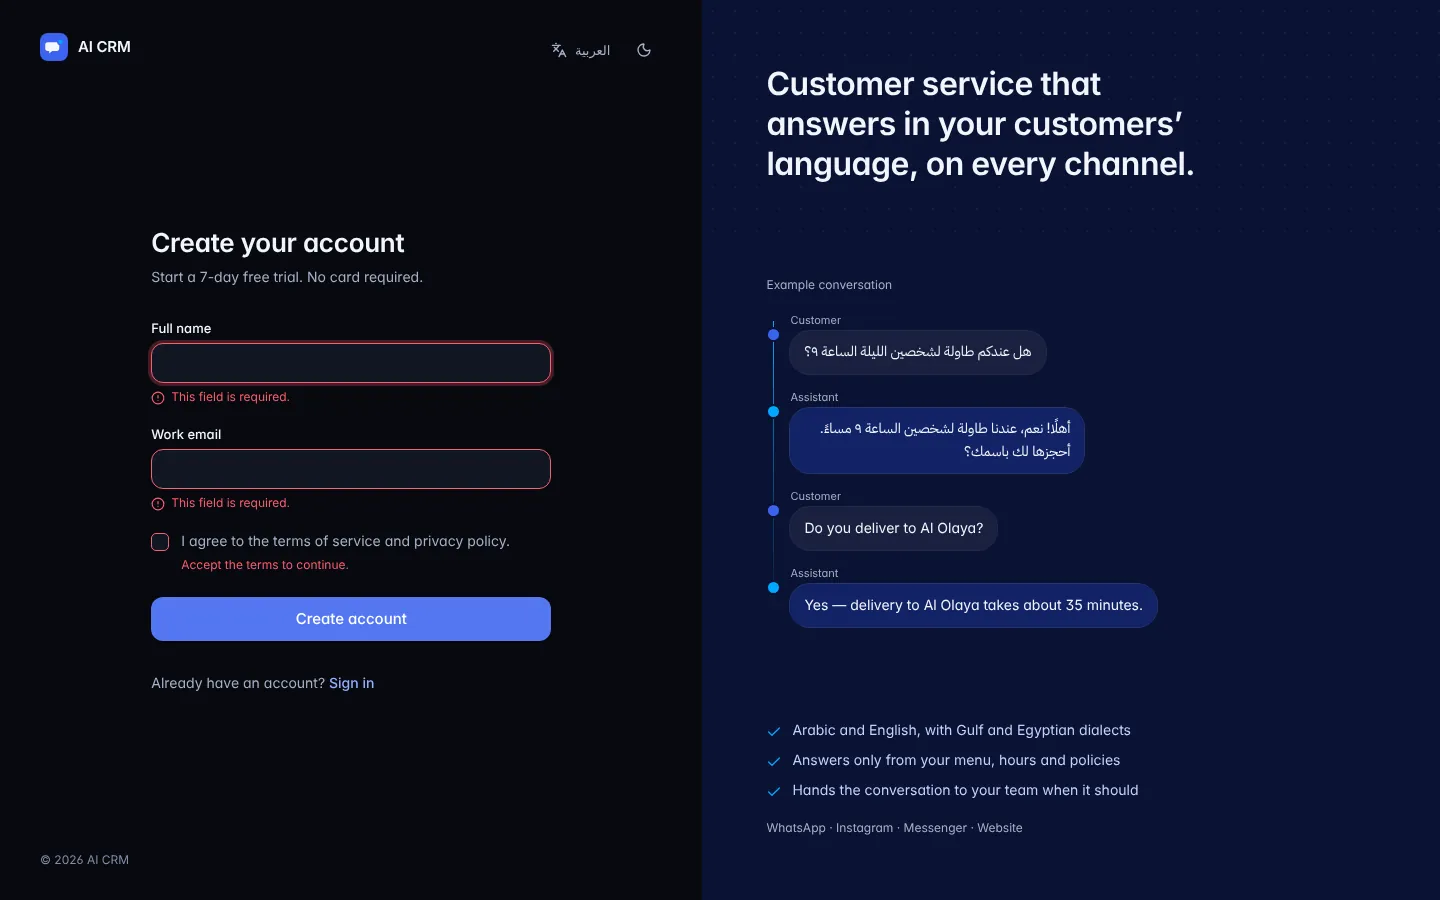 AI CRM
العربية
Create your account
Start a 7-day free trial. No card required.
Full name
This field is required.
Work email
This field is required.
I agree to the terms of service and privacy policy.
Accept the terms to continue.
Create account
Already have an account? Sign in
© 2026 AI CRM
Customer service that
answers in your customers’
language, on every channel.
Example conversation
Customer
هل عندكم طاولة لشخصين الليلة الساعة ٩؟
Assistant
أهلًا! نعم، عندنا طاولة لشخصين الساعة ٩ مساءً.
أحجزها لك باسمك؟
Customer
Do you deliver to Al Olaya?
Assistant
Yes — delivery to Al Olaya takes about 35 minutes.
Arabic and English, with Gulf and Egyptian dialects
Answers only from your menu, hours and policies
Hands the conversation to your team when it should
WhatsApp · Instagram · Messenger · Website